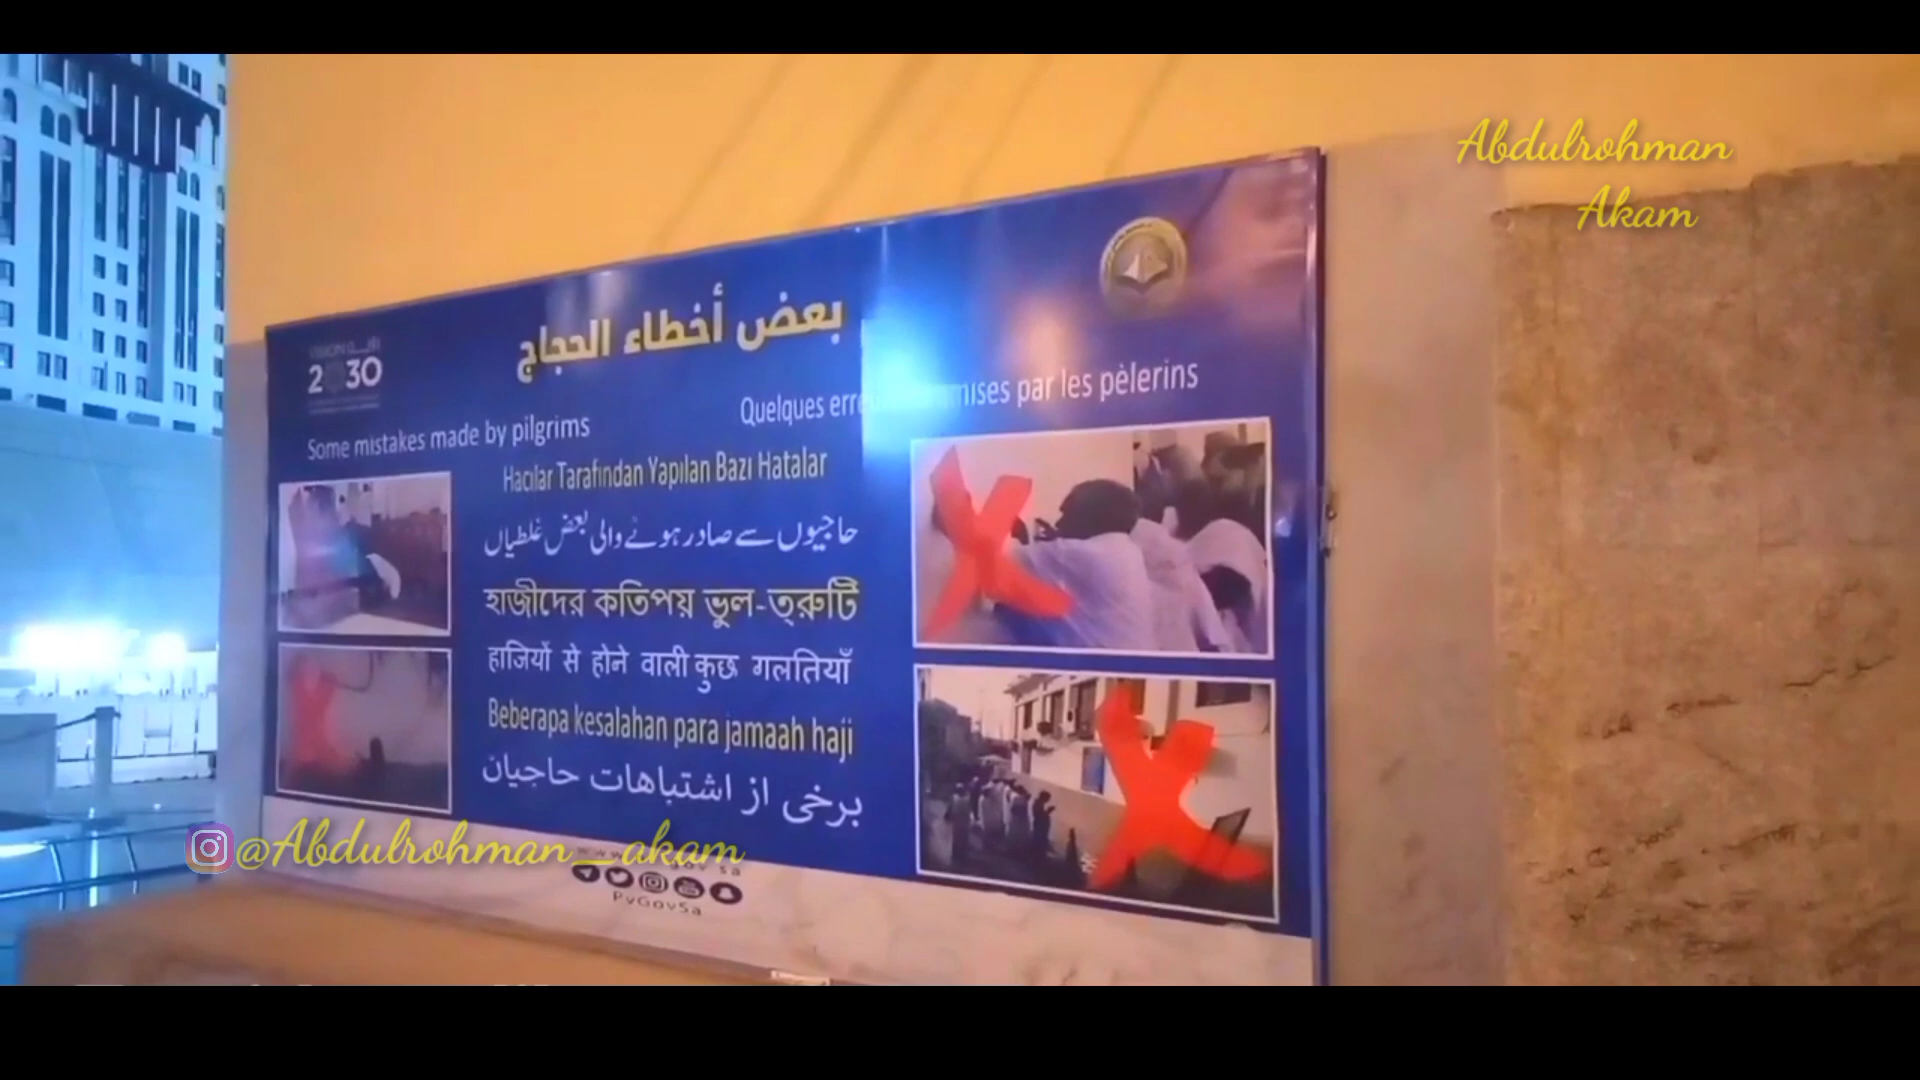 Abdulrohman
Akam
بعض أخطاء الحجاج
VISION رؤيـــة
2030
Some mistakes made by pilgrims
Quelques par les pèlerins
Hacılar Tarafından Yapılan Bazı Hatalar
حاجیوں سے صادر ہونے والی بعض غلطیاں
হাজীদের কতিপয় ভুল-ত্রুটি
हाजियों से होने वाली कुछ गलतियाँ
Beberapa kesalahan para jamaah haji
برخی از اشتباهات حاجیان
@Abdulrohman_akam
PvGovSa